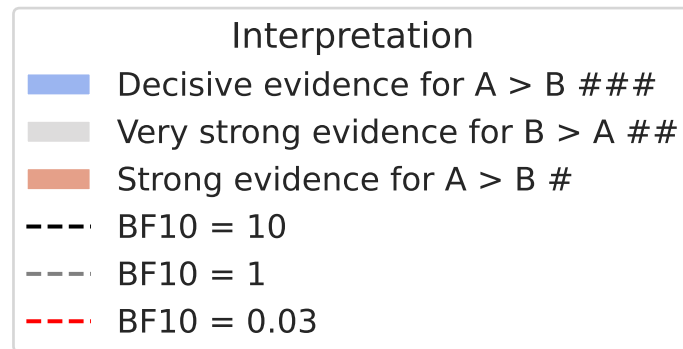 Interpretation
Decisive evidence for A > B ###
Very strong evidence for B > A ##
Strong evidence for A > B #
BF10 = 10
BF10 = 1
BF10 = 0.03